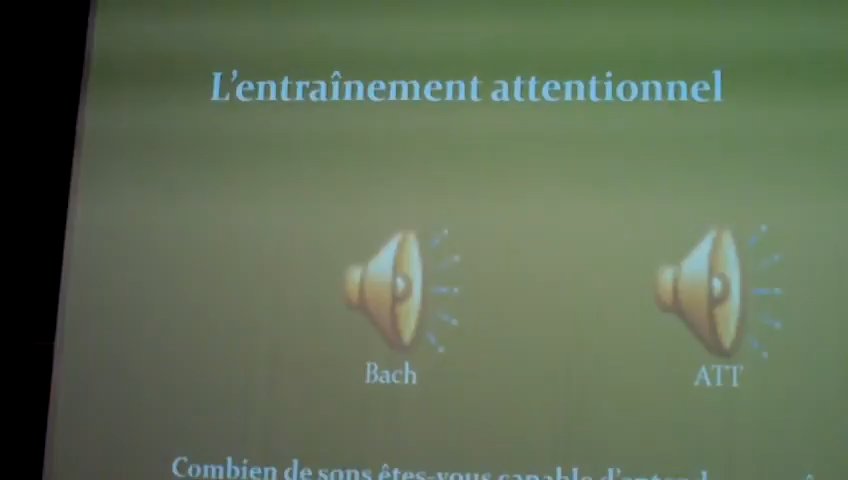 L'entraînement attentionnel
Bach
ATT
Combien de sons êtes-vous capable